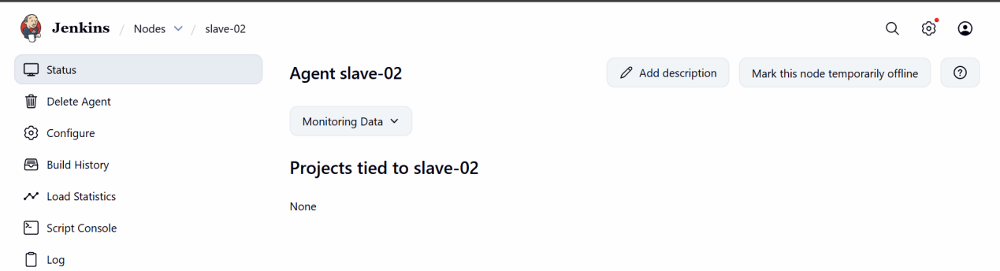 Jenkins / Nodes / slave-02
Status
Delete Agent
Configure
Build History
Load Statistics
Script Console
Log
Agent slave-02
Add description
Mark this node temporarily offline
Monitoring Data
Projects tied to slave-02
None